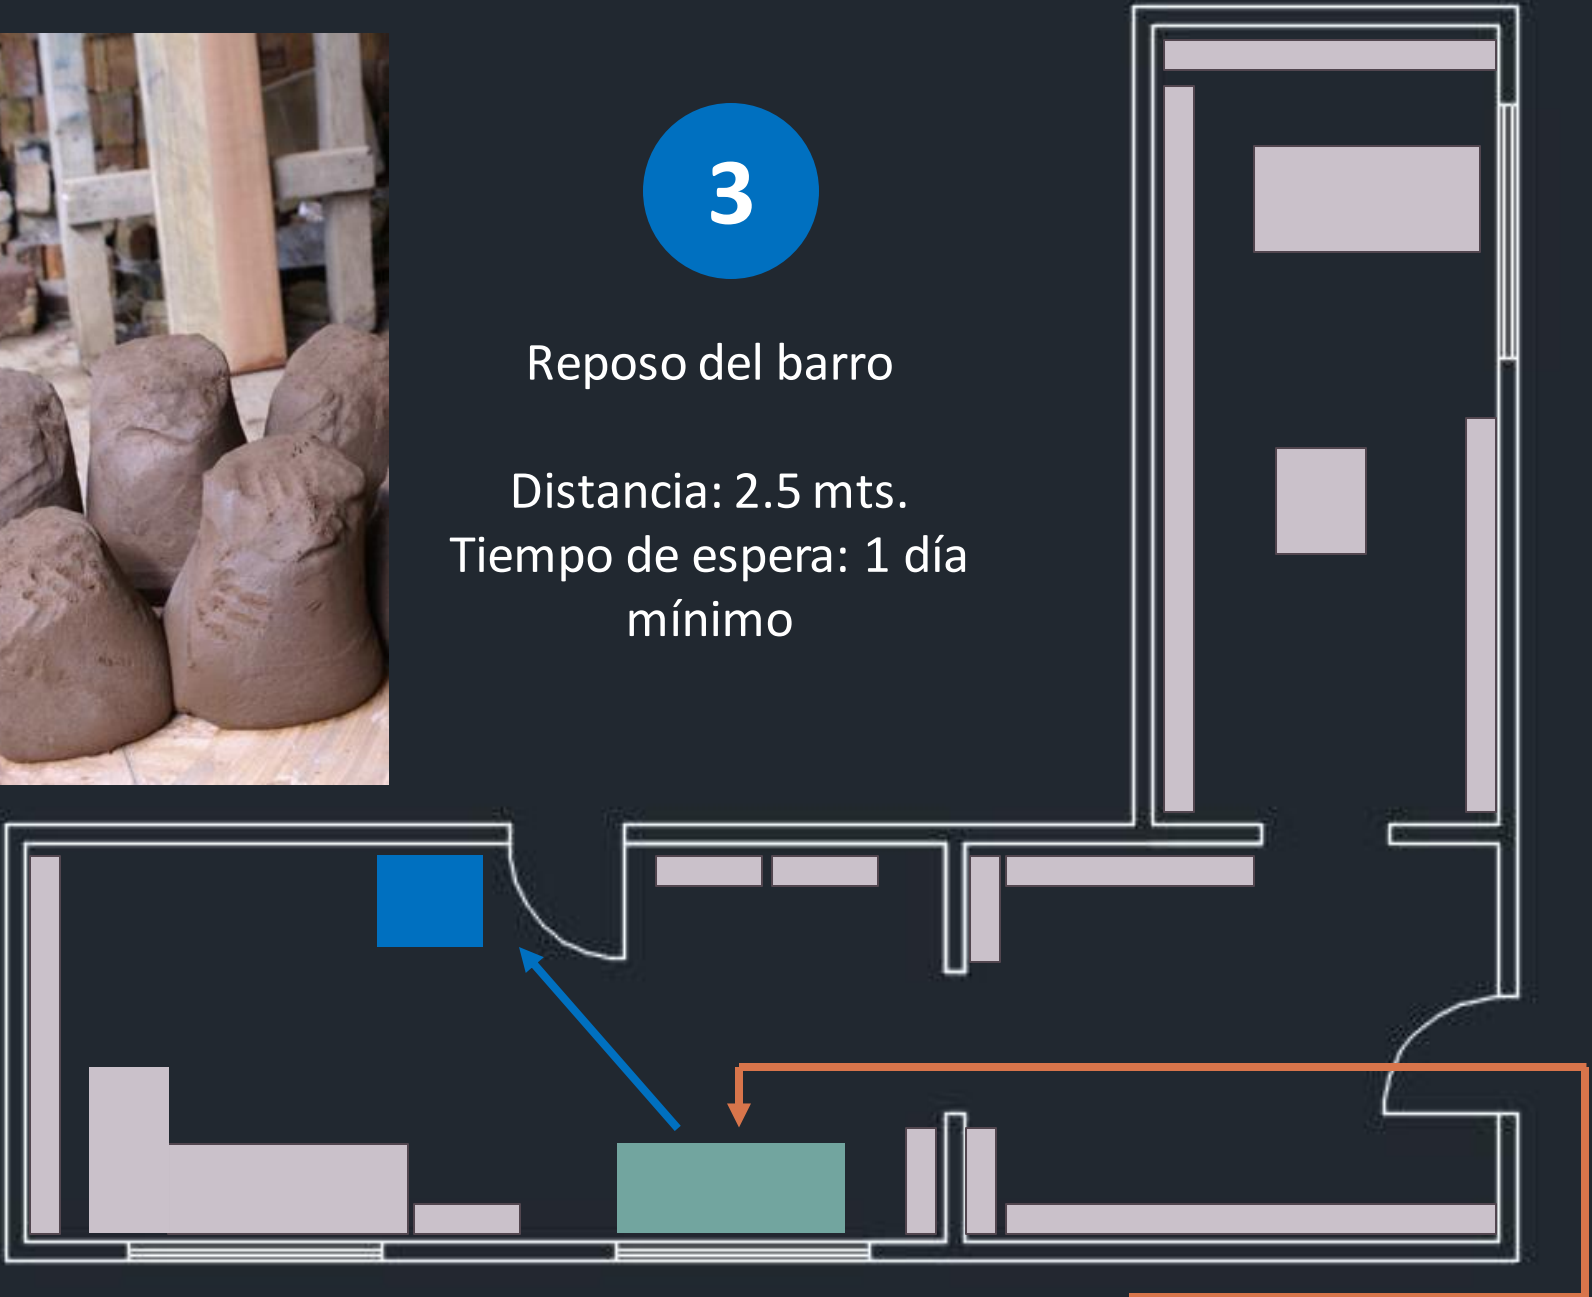 3
Reposo del barro
Distancia: 2.5 mts.
Tiempo de espera: 1 día
mínimo